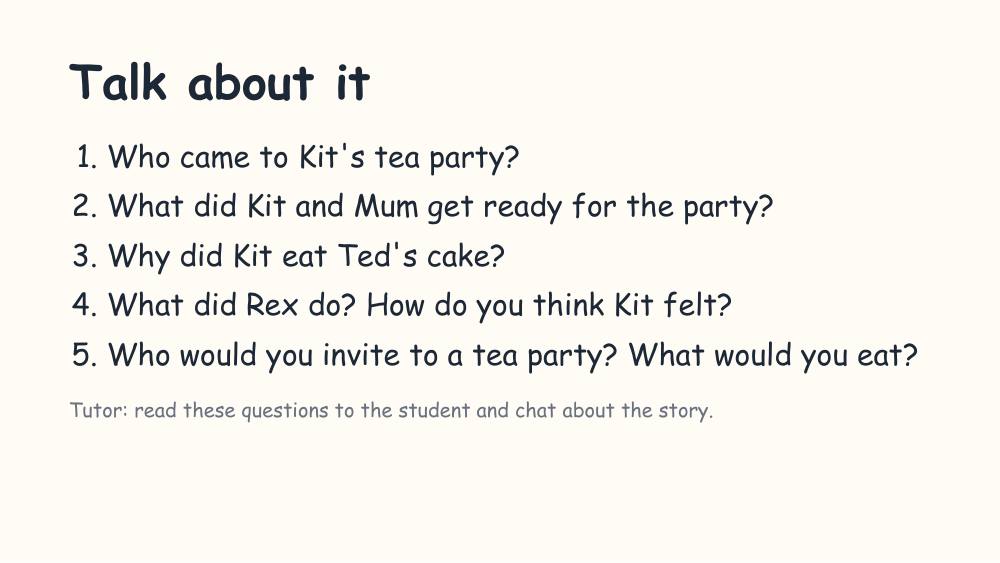 Talk about it
1. Who came to Kit's tea party?
2. What did Kit and Mum get ready for the party?
3. Why did Kit eat Ted's cake?
4. What did Rex do? How do you think Kit felt?
5. Who would you invite to a tea party? What would you eat?
Tutor: read these questions to the student and chat about the story.